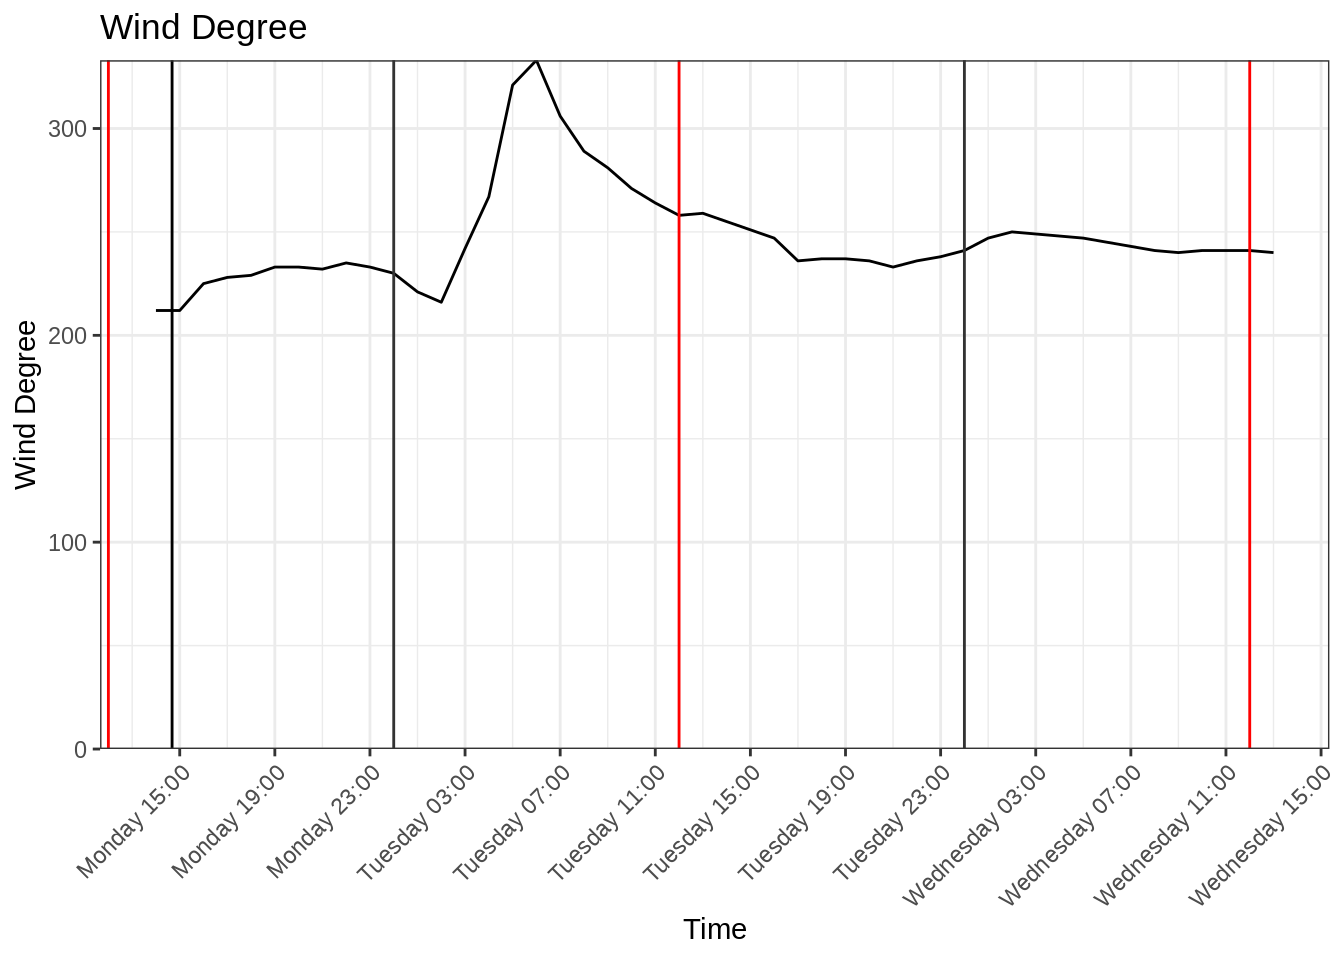 Wind Degree
Wind Degree
300
200
100
0
Monday 15:00
Monday 19:00
Monday 23:00
Tuesday 03:00
Tuesday 07:00
Tuesday 11:00
Tuesday 15:00
Tuesday 19:00
Tuesday 23:00
Wednesday 03:00
Wednesday 07:00
Wednesday 11:00
Wednesday 15:00
Time